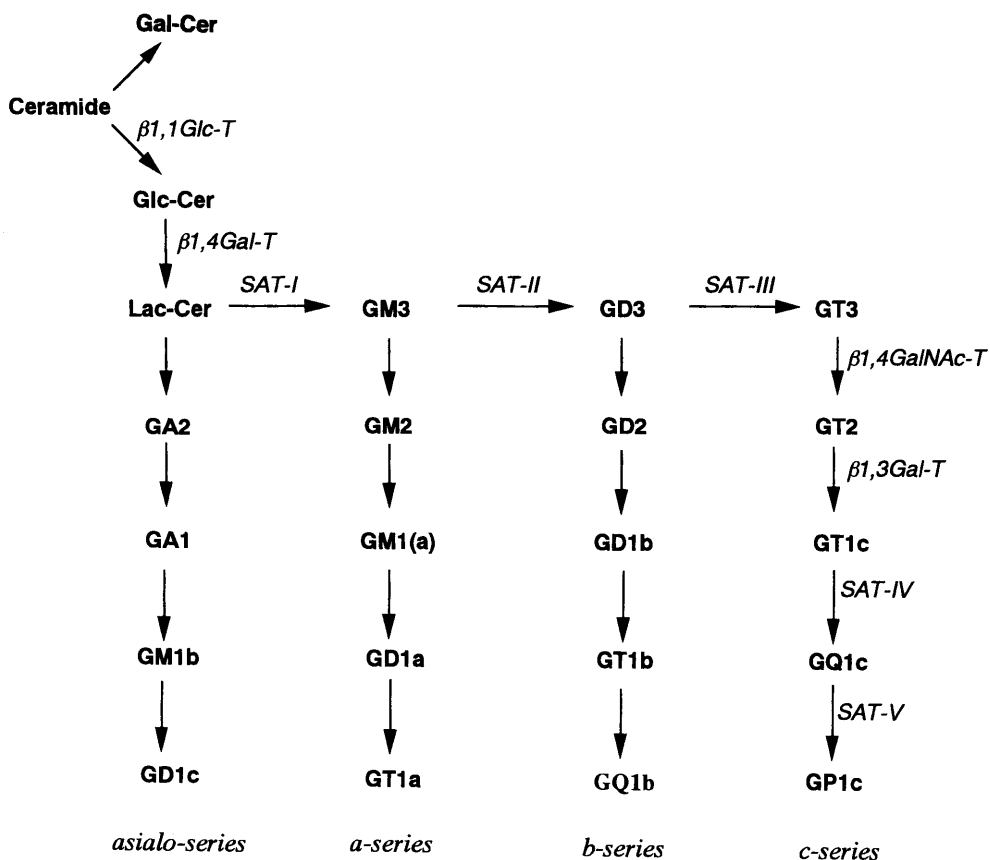 Gal-Cer
Ceramide
β1,1Glc-T
Glc-Cer
β1,4Gal-T
SAT-I
SAT-II
SAT-III
Lac-Cer
GM3
GD3
GT3
β1,4GalNAc-T
GA2
GM2
GD2
GT2
β1,3Gal-T
GA1
GM1(a)
GD1b
GT1c
SAT-IV
GM1b
GD1a
GT1b
GQ1c
SAT-V
GD1c
GT1a
GQ1b
GP1c
asialo-series
a-series
b-series
c-series